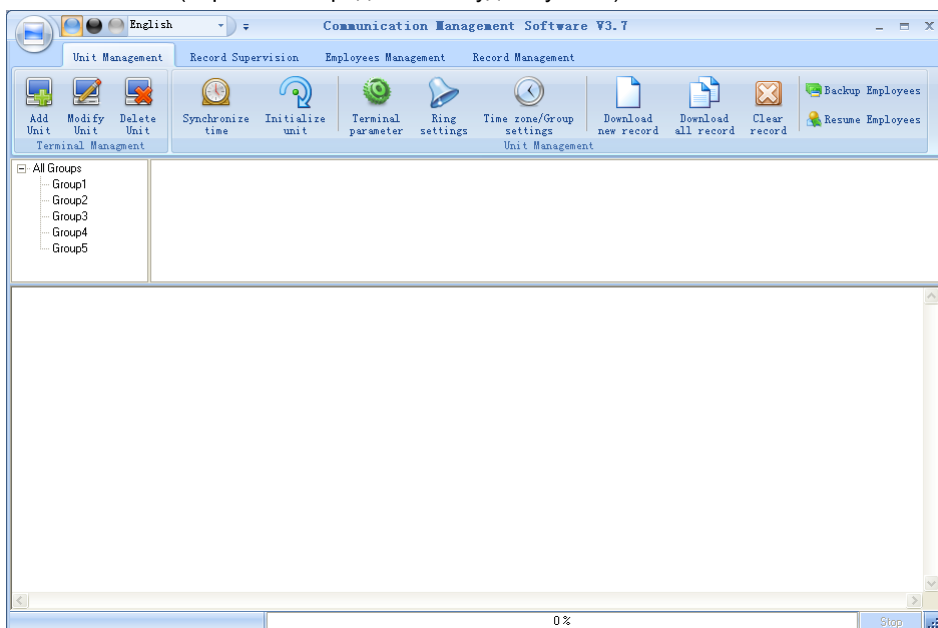 English
Communication Management Software V3.7
Unit Management Record Supervision Employees Management Record Management
Add Unit
Modify Unit
Delete Unit
Synchronize time
Initialize unit
Terminal parameter
Ring settings
Time zone/Group settings
Download new record
Download all record
Clear record
Backup Employees
Resume Employees
Terminal Managment
Unit Management
All Groups
Group1
Group2
Group3
Group4
Group5
0%
Stop